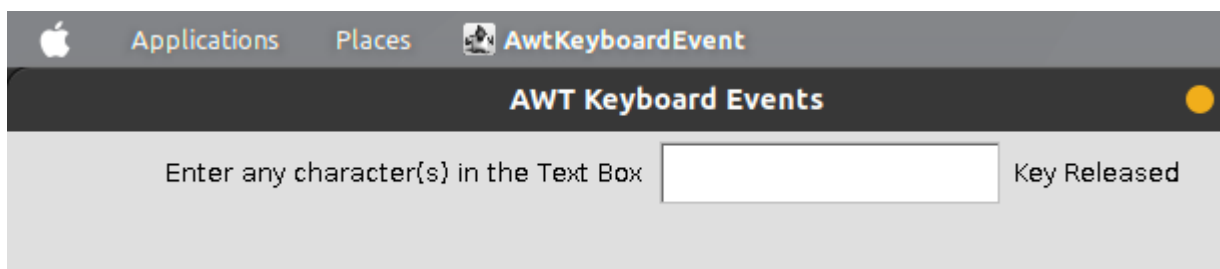 Applications Places AwtKeyboardEvent
AWT Keyboard Events
Enter any character(s) in the Text Box Key Released